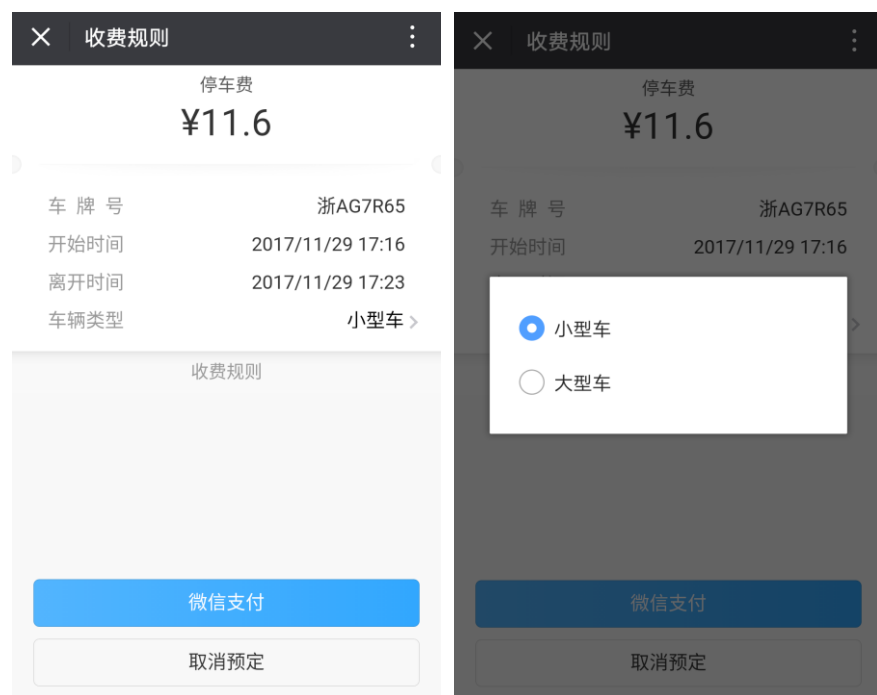 收费规则
停车费
¥11.6
车牌号 浙AG7R65
开始时间 2017/11/29 17:16
离开时间 2017/11/29 17:23
车辆类型 小型车
收费规则
微信支付
取消预定
收费规则
停车费
¥11.6
车牌号 浙AG7R65
开始时间 2017/11/29 17:16
小型车
大型车
微信支付
取消预定